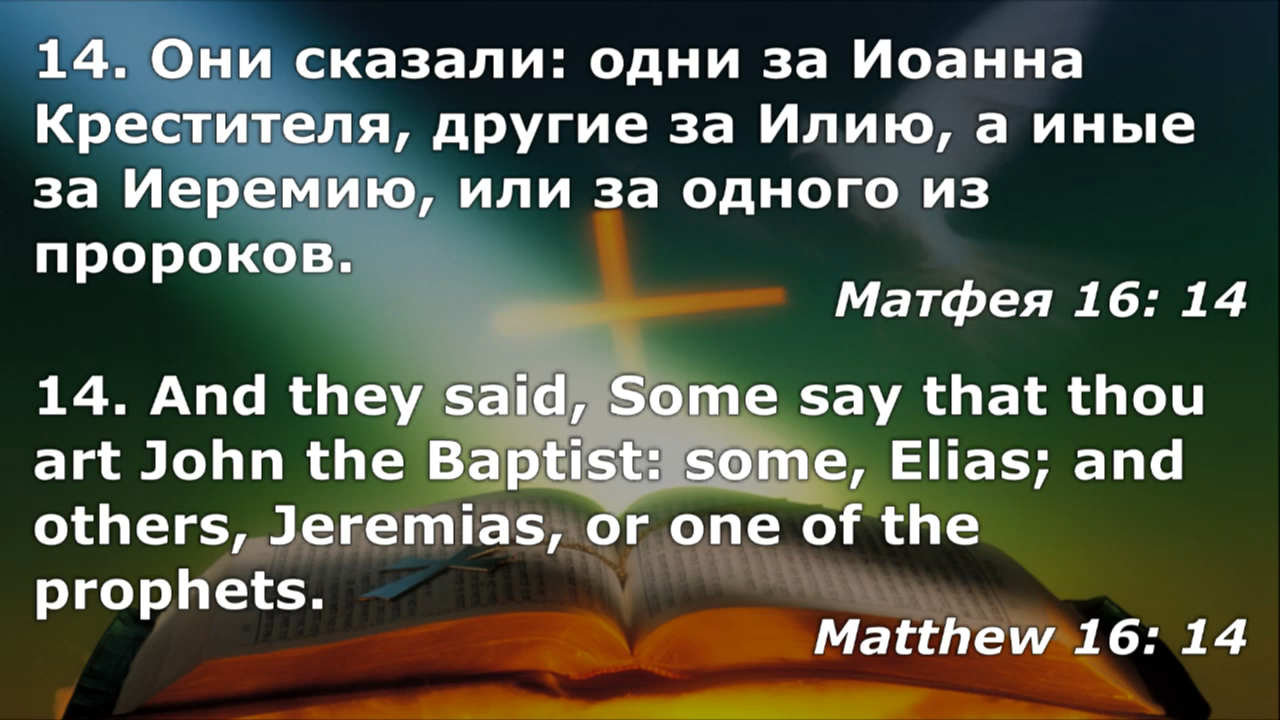 14. Они сказали: одни за Иоанна
Крестителя, другие за Илию, а иные
за Иеремию, или за одного из
пророков.
Матфея 16: 14
14. And they said, Some say that thou
art John the Baptist: some, Elias; and
others, Jeremias, or one of the
prophets.
Matthew 16: 14